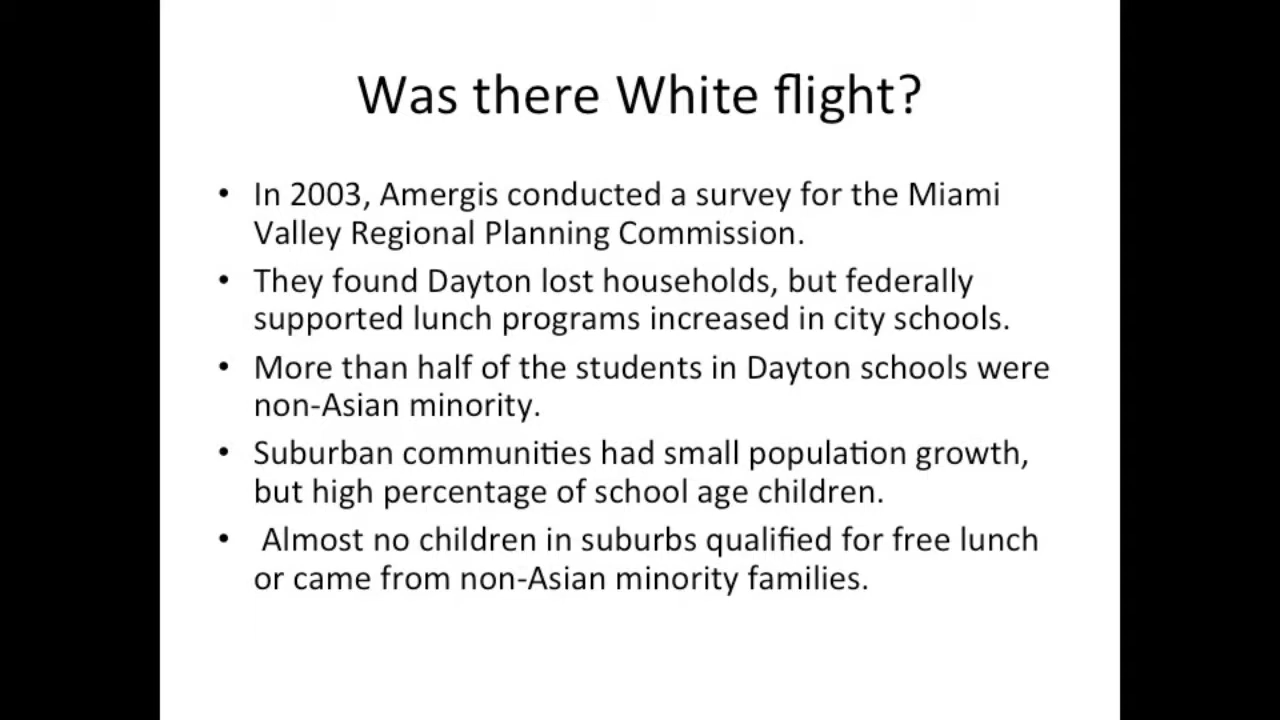 Was there White flight?
• In 2003, Amergis conducted a survey for the Miami
Valley Regional Planning Commission.
• They found Dayton lost households, but federally
supported lunch programs increased in city schools.
• More than half of the students in Dayton schools were
non-Asian minority.
• Suburban communities had small population growth,
but high percentage of school age children.
• Almost no children in suburbs qualified for free lunch
or came from non-Asian minority families.